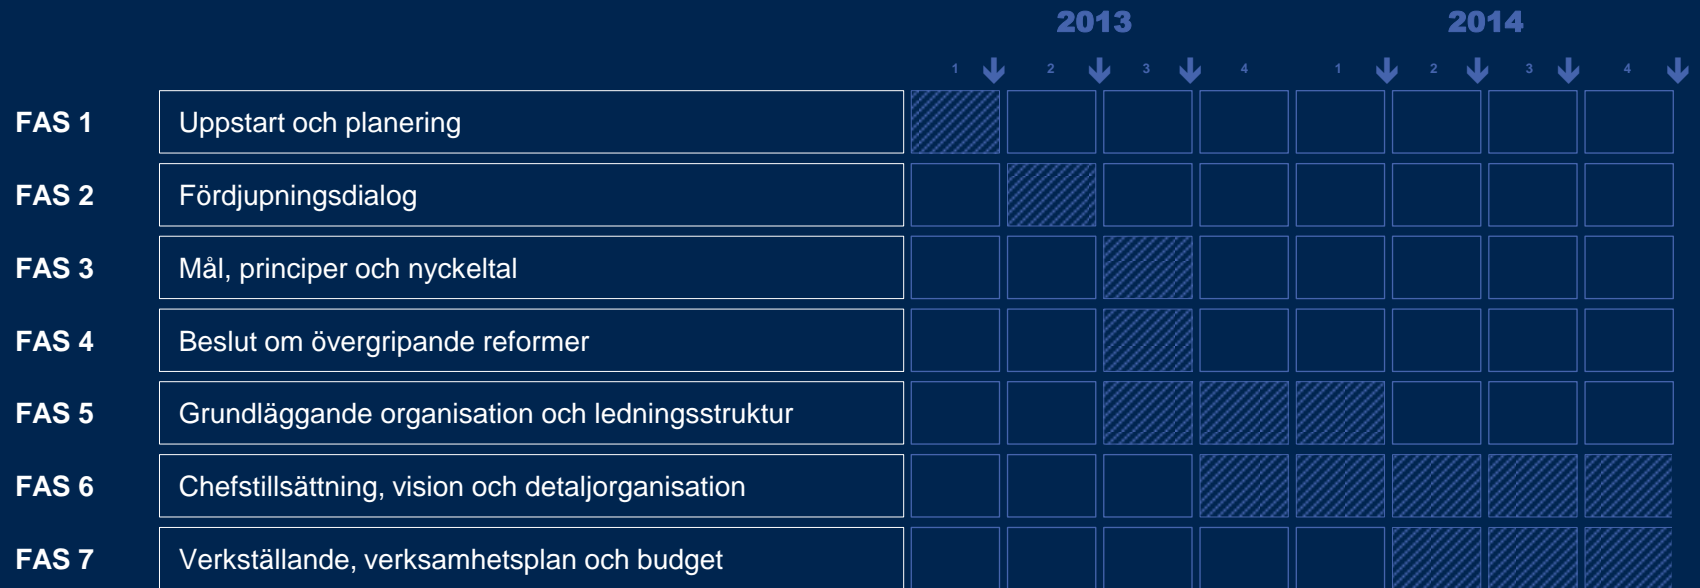 2013 2014
1 2 3 4 1 2 3 4
FAS 1 Uppstart och planering
FAS 2 Fördjupningsdialog
FAS 3 Mål, principer och nyckeltal
FAS 4 Beslut om övergripande reformer
FAS 5 Grundläggande organisation och ledningsstruktur
FAS 6 Chefstillsättning, vision och detaljorganisation
FAS 7 Verkställande, verksamhetsplan och budget